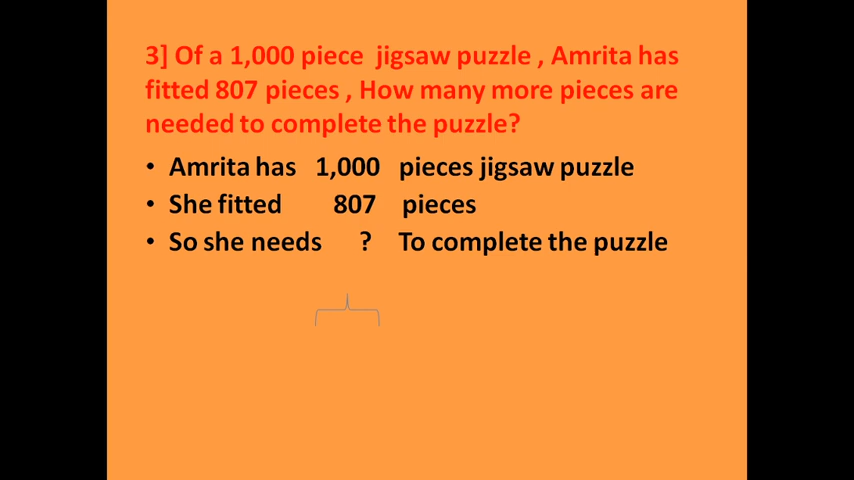 3] Of a 1,000 piece jigsaw puzzle , Amrita has
fitted 807 pieces , How many more pieces are
needed to complete the puzzle?
• Amrita has 1,000 pieces jigsaw puzzle
• She fitted 807 pieces
• So she needs ? To complete the puzzle